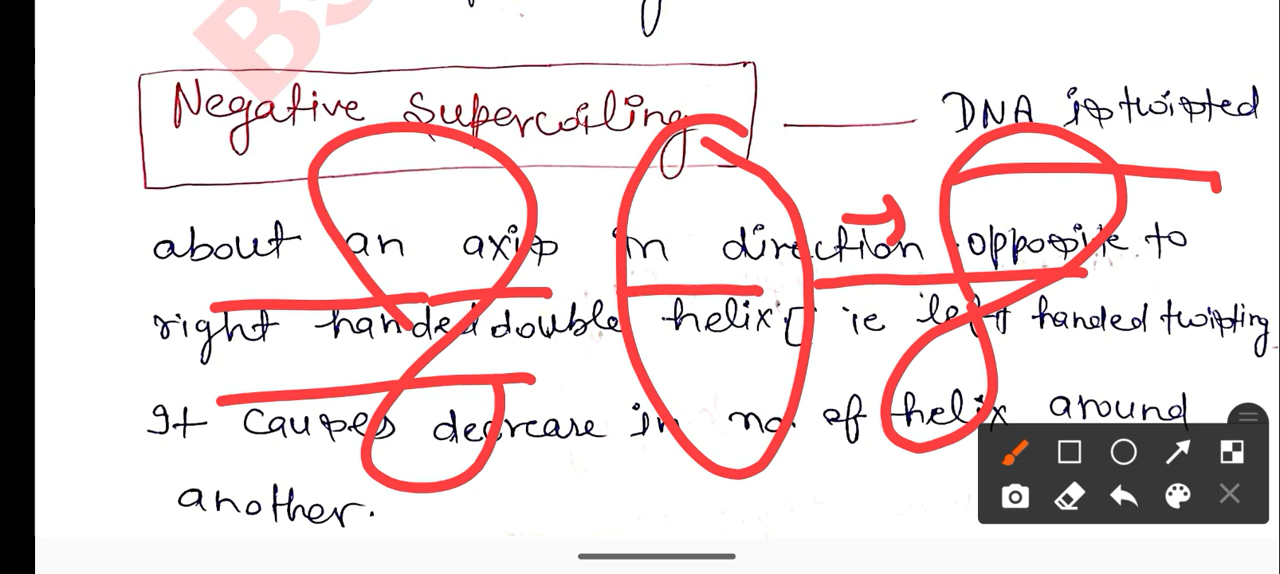 BS
Negative Supercoiling DNA is twisted
about an axis in direction opposite to
right handed double helix [ ie left handed twisting
It causes decrease in no. of helix around
another.